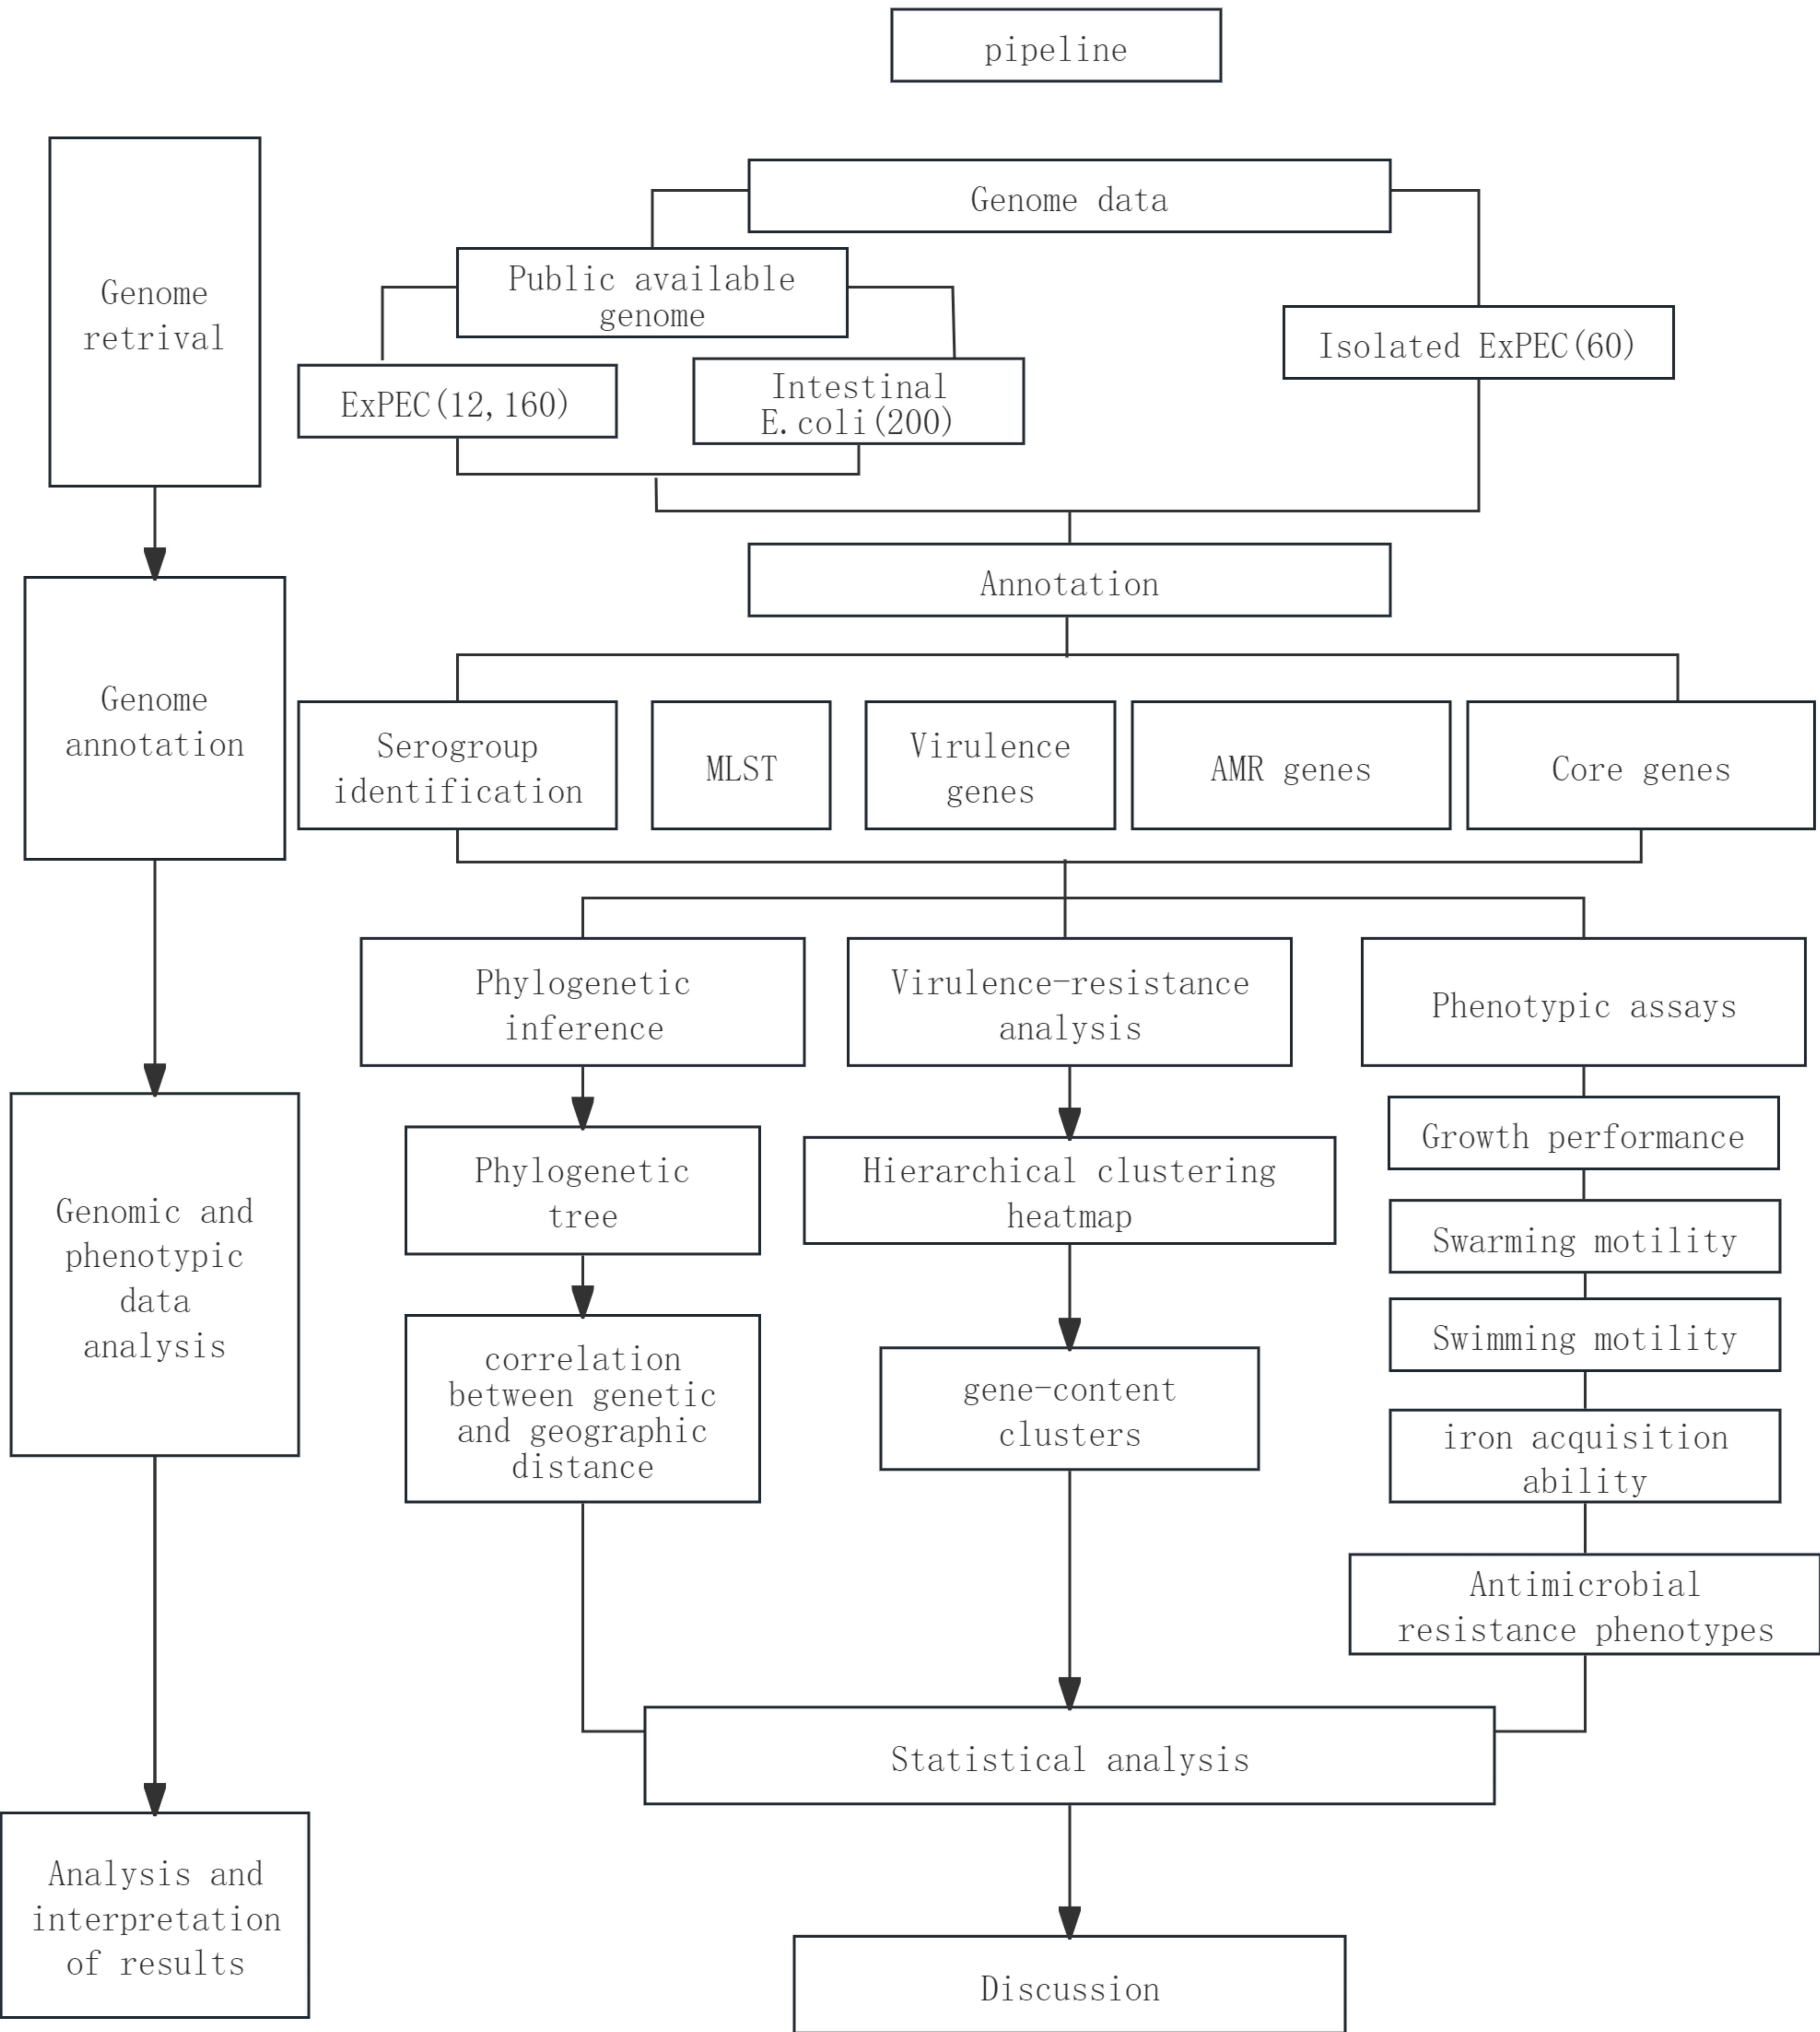 pipeline
Genome
retrival
Genome data
Public available
genome
Isolated ExPEC(60)
ExPEC(12,160)
Intestinal
E.coli(200)
Annotation
Genome
annotation
Serogroup
identification
MLST
Virulence
genes
AMR genes
Core genes
Genomic and
phenotypic
data
analysis
Phylogenetic
inference
Virulence-resistance
analysis
Phenotypic assays
Phylogenetic
tree
Hierarchical clustering
heatmap
Growth performance
Swarming motility
Swimming motility
correlation
between genetic
and geographic
distance
gene-content
clusters
iron acquisition
ability
Antimicrobial
resistance phenotypes
Statistical analysis
Analysis and
interpretation
of results
Discussion